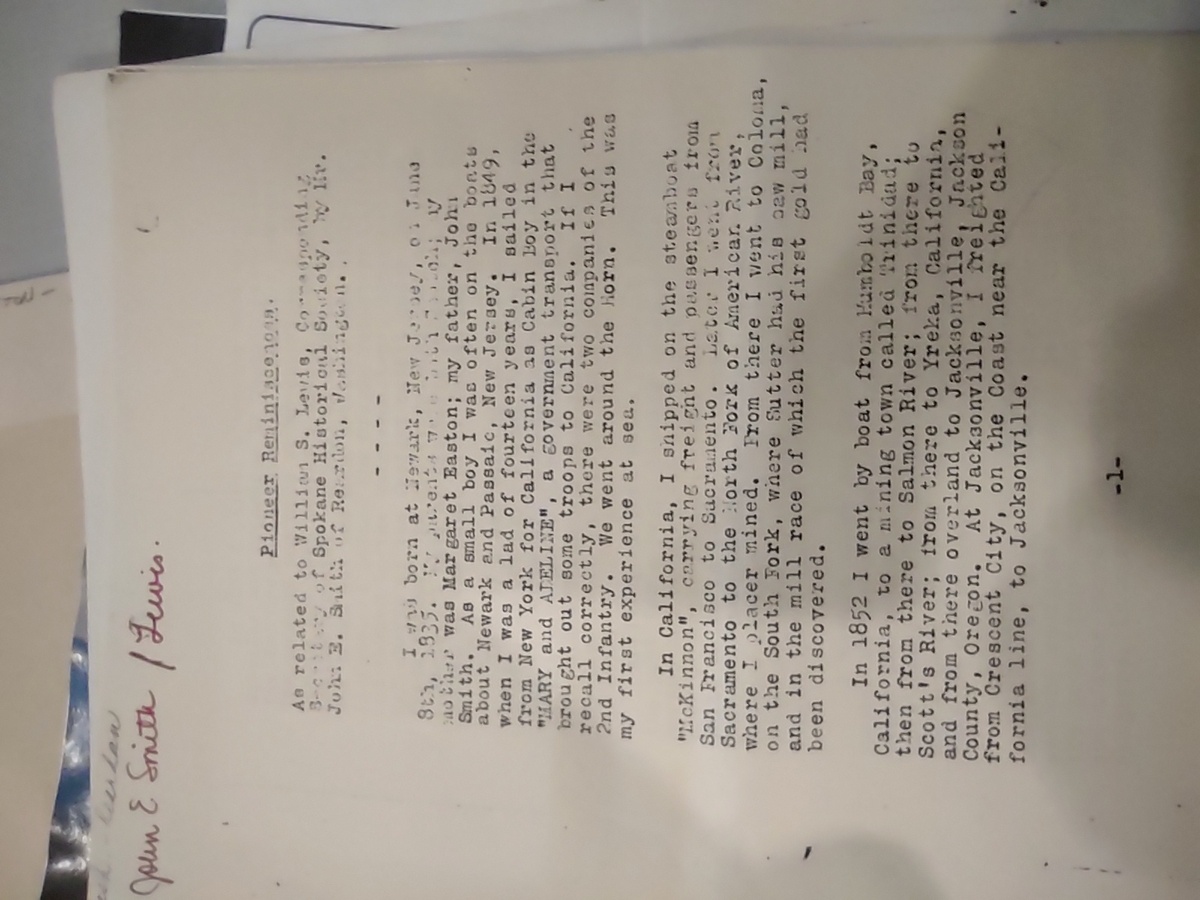 John E Smith / Lewis.
Pioneer Reminiscences.
As related to William S. Lewis, Corresponding
Secretary of Spokane Historical Society, by Mr.
John E. Smith of Reardon, Washington.
- - - -
I was born at Newark, New Jersey, on June
8th, 1835. My parents were both English; my
mother was Margaret Easton; my father, John
Smith. As a small boy I was often on the boats
about Newark and Passaic, New Jersey. In 1849,
when I was a lad of fourteen years, I sailed
from New York for California as Cabin Boy in the
"MARY and ADELINE", a government transport that
brought out some troops to California. If I
recall correctly, there were two companies of the
2nd Infantry. We went around the Horn. This was
my first experience at sea.
In California, I shipped on the steamboat
"McKinnon", carrying freight and passengers from
San Francisco to Sacramento. Later I went from
Sacramento to the North Fork of American River,
where I placer mined. From there I went to Coloma,
on the South Fork, where Sutter had his saw mill,
and in the mill race of which the first gold had
been discovered.
In 1852 I went by boat from Humboldt Bay,
California, to a mining town called Trinidad;
then from there to Salmon River; from there to
Scott's River; from there to Yreka, California,
and from there overland to Jacksonville, Jackson
County, Oregon. At Jacksonville, I freighted
from Crescent City, on the Coast near the Cali-
fornia line, to Jacksonville.
-1-